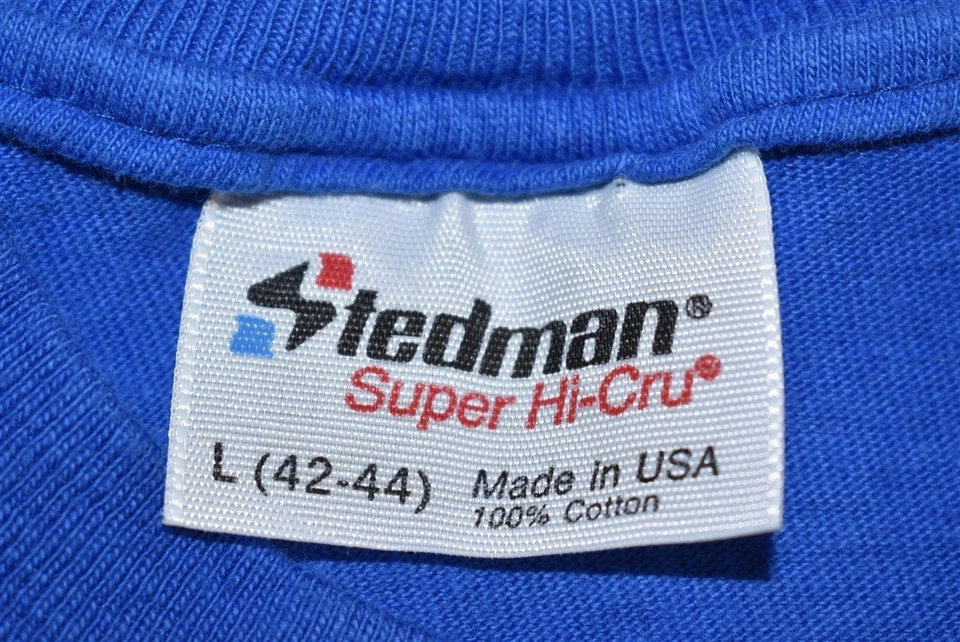 Stedman®
Super Hi-Cru®
L (42-44)
Made in USA
100% Cotton